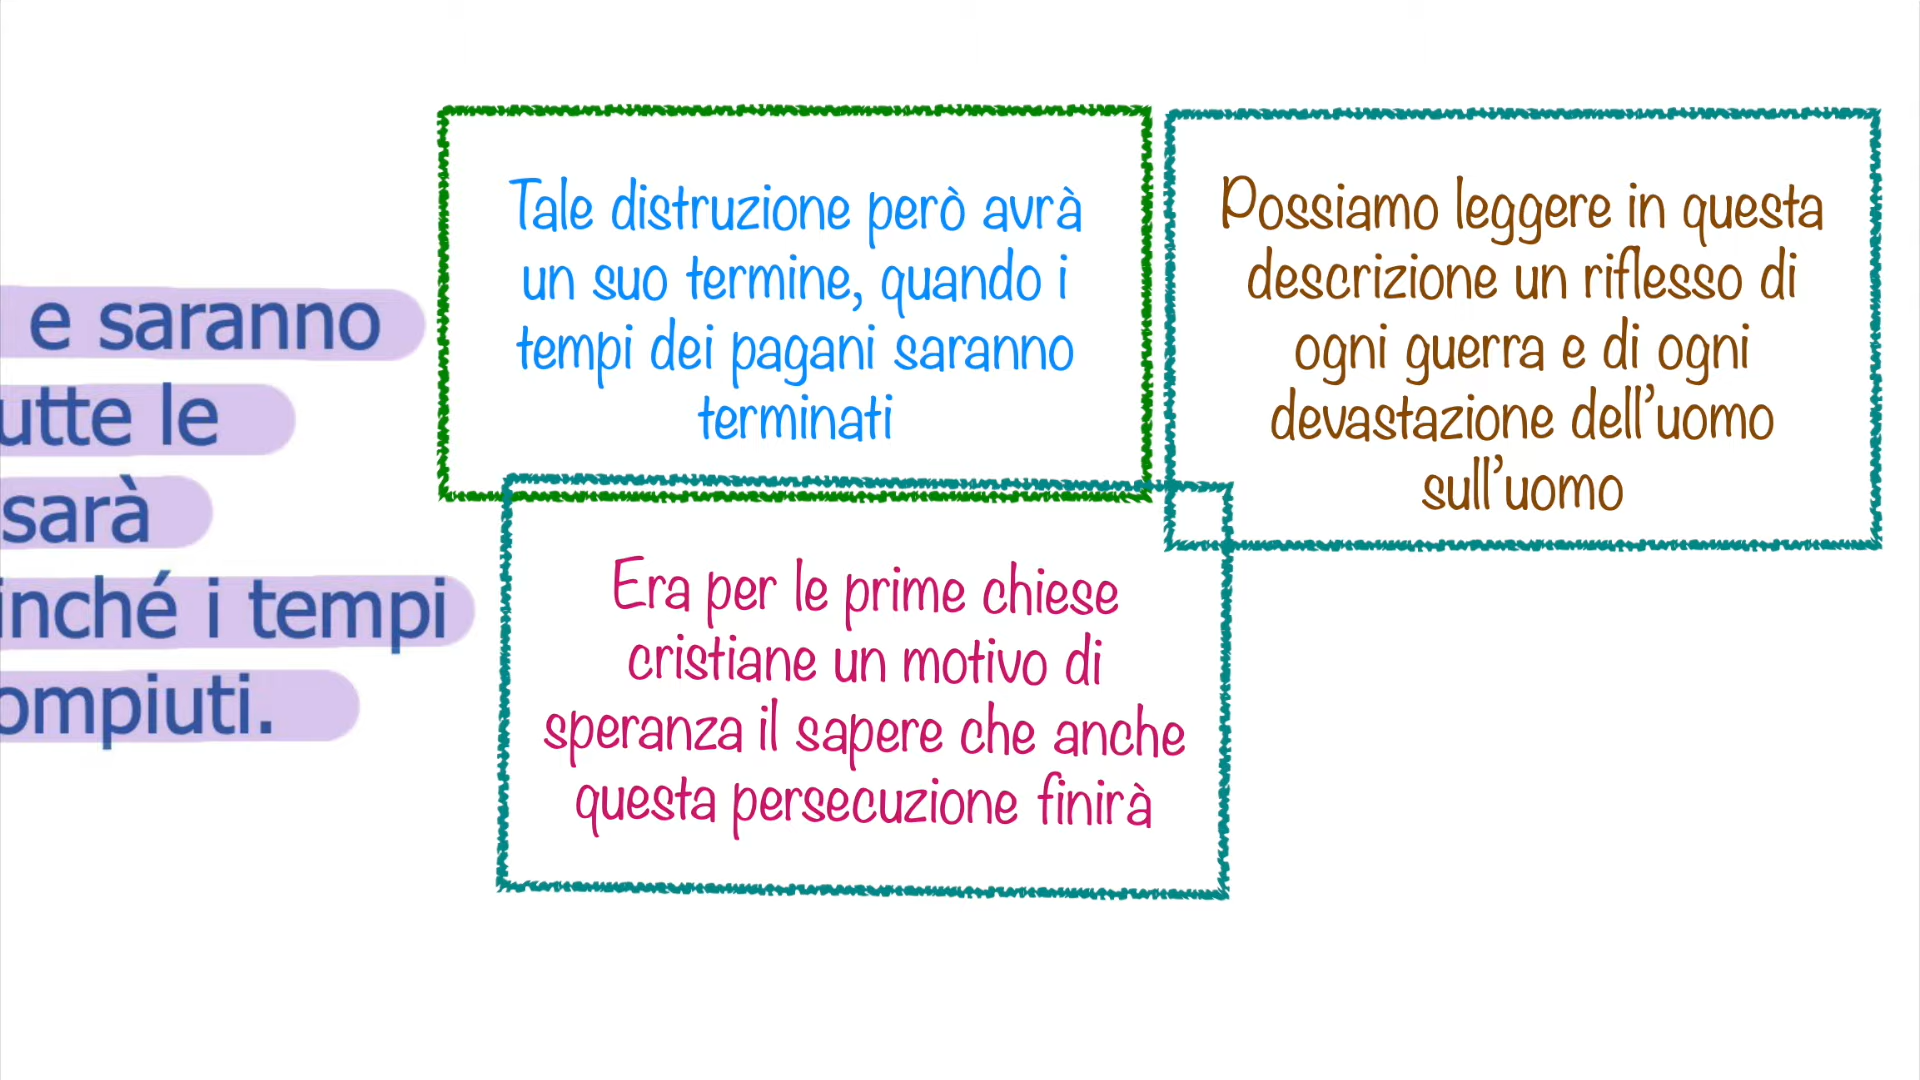 e saranno
utte le
sarà
inché i tempi
ompiuti.
Tale distruzione però avrà
un suo termine, quando i
tempi dei pagani saranno
terminati
Possiamo leggere in questa
descrizione un riflesso di
ogni guerra e di ogni
devastazione dell'uomo
sull'uomo
Era per le prime chiese
cristiane un motivo di
speranza il sapere che anche
questa persecuzione finirà